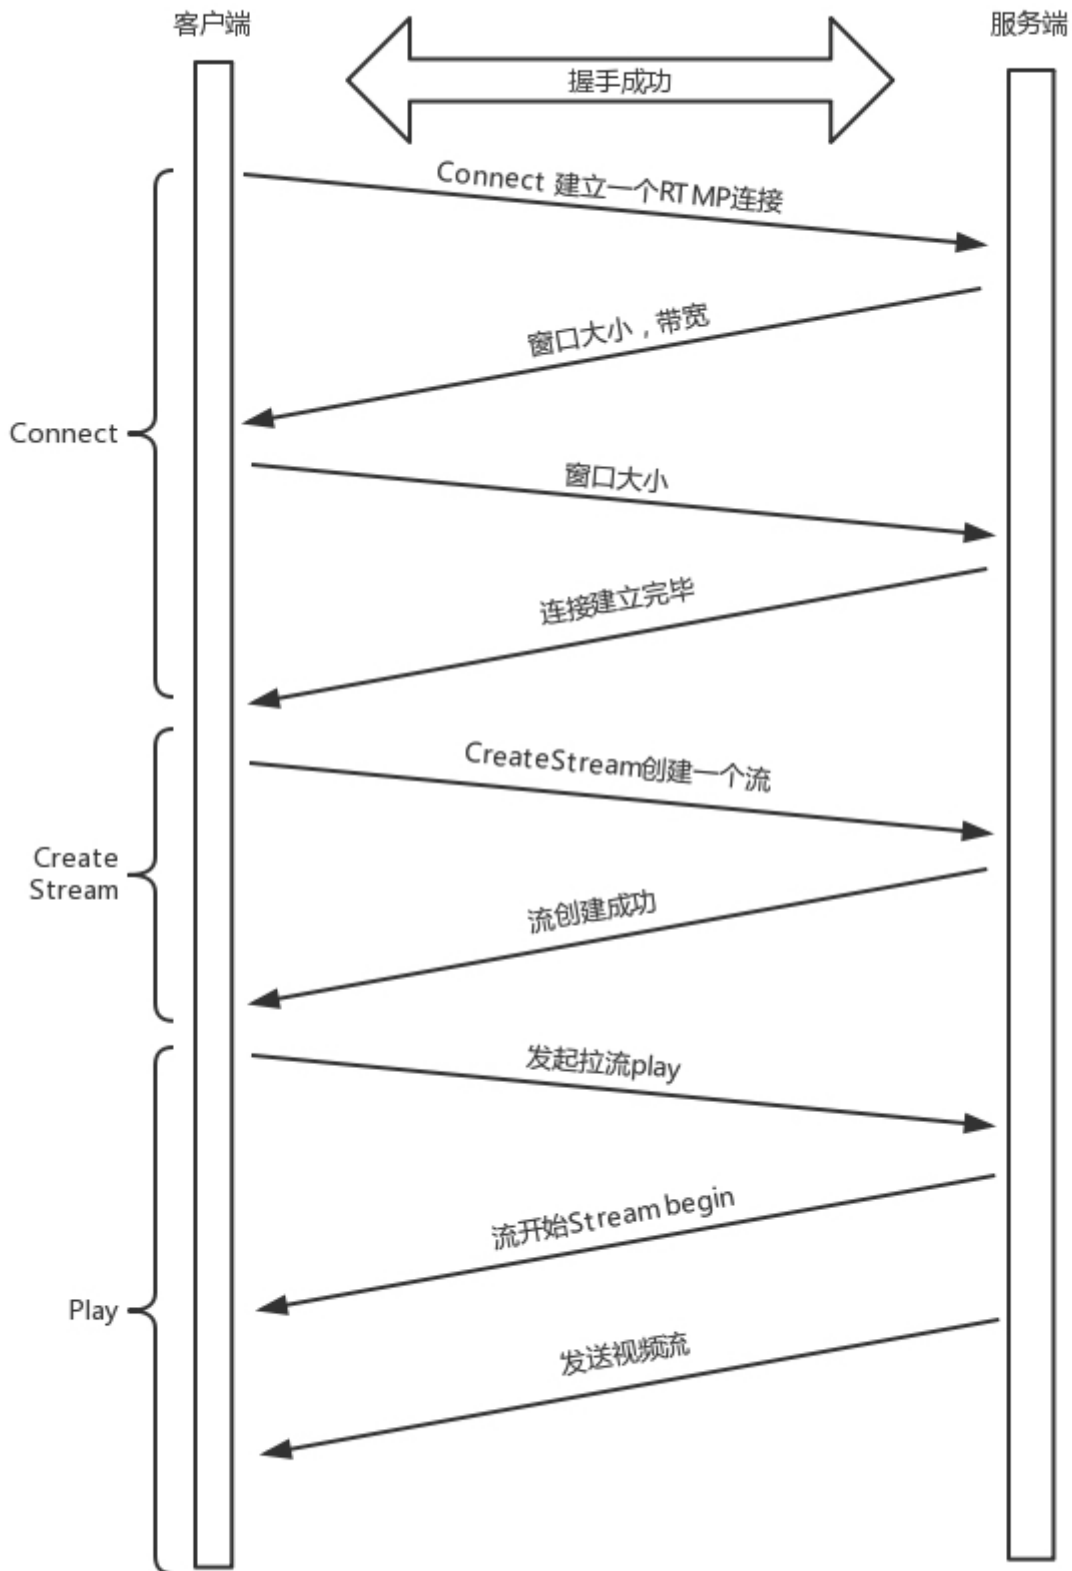 客户端
服务端
握手成功
Connect 建立一个RTMP连接
窗口大小，带宽
Connect
窗口大小
连接建立完毕
CreateStream创建一个流
Create
Stream
流创建成功
发起拉流play
流开始Stream begin
Play
发送视频流